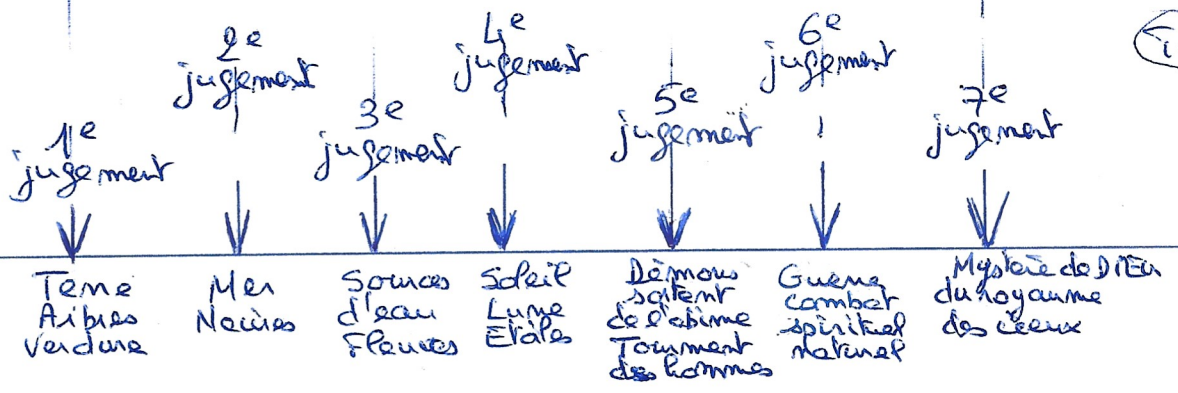 1e
jugement
2e
jugement
3e
jugement
4e
jugement
5e
jugement
6e
jugement
7e
jugement
Terre
Arbres
Verdure
Mer
Navires
Sources
d'eau
Fleuves
Soleil
Lune
Etoiles
Démons
sortent
de l'abime
Tourment
des hommes
Guerre
combat
spirituel
naturel
Mystère de DIEU
du royaume
des cieux